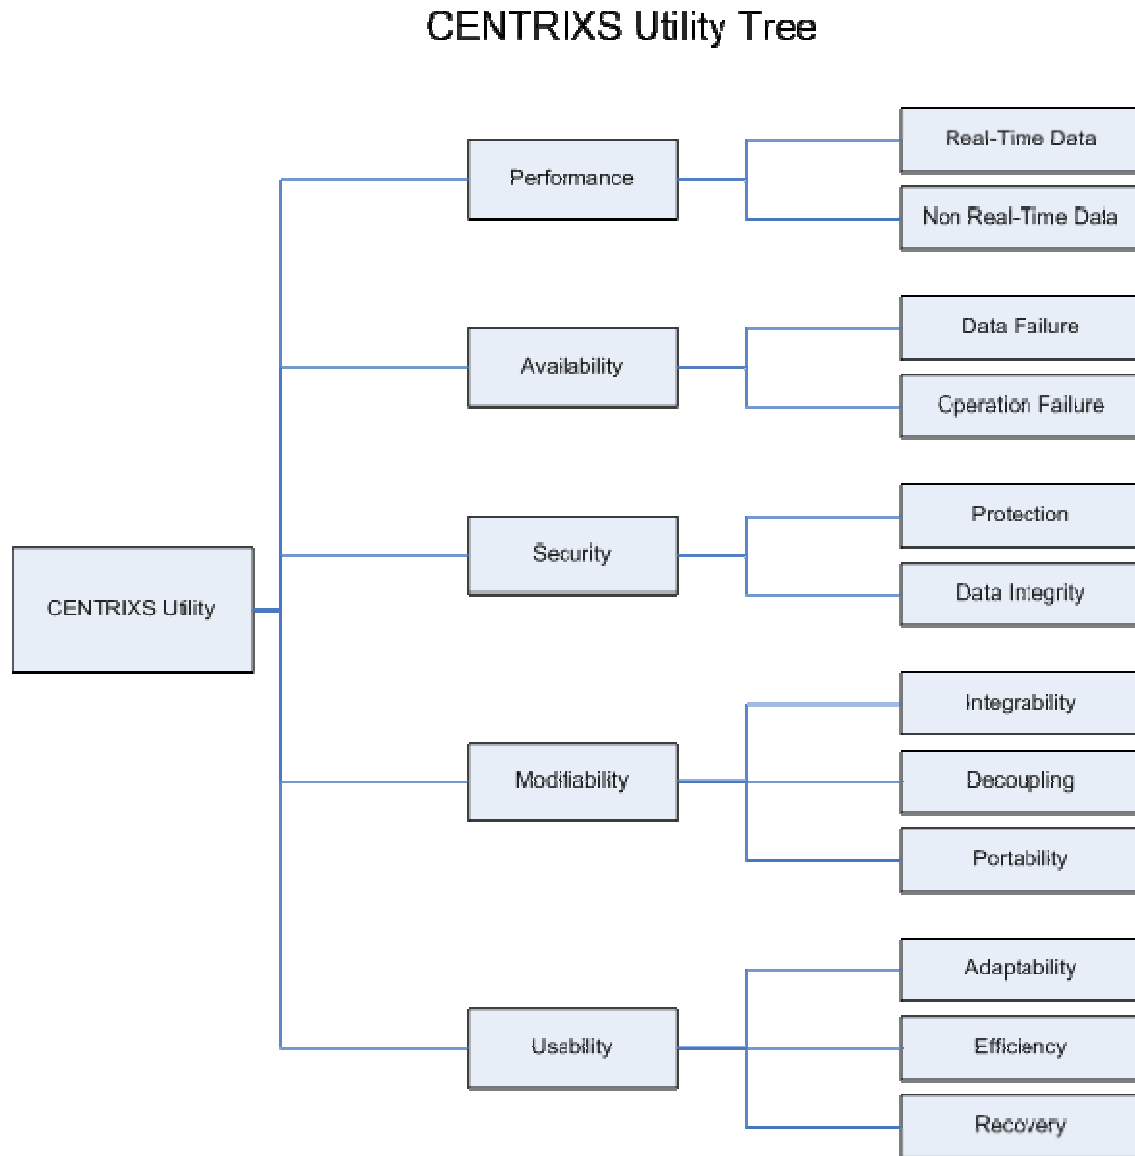 CENTRIXS Utility Tree
Real-Time Data
Performance
Non Real-Time Data
Data Failure
Availability
Operation Failure
Protection
Security
Data Integrity
CENTRIXS Utility
Integrability
Modifiability
Decoupling
Portability
Adaptability
Usability
Efficiency
Recovery